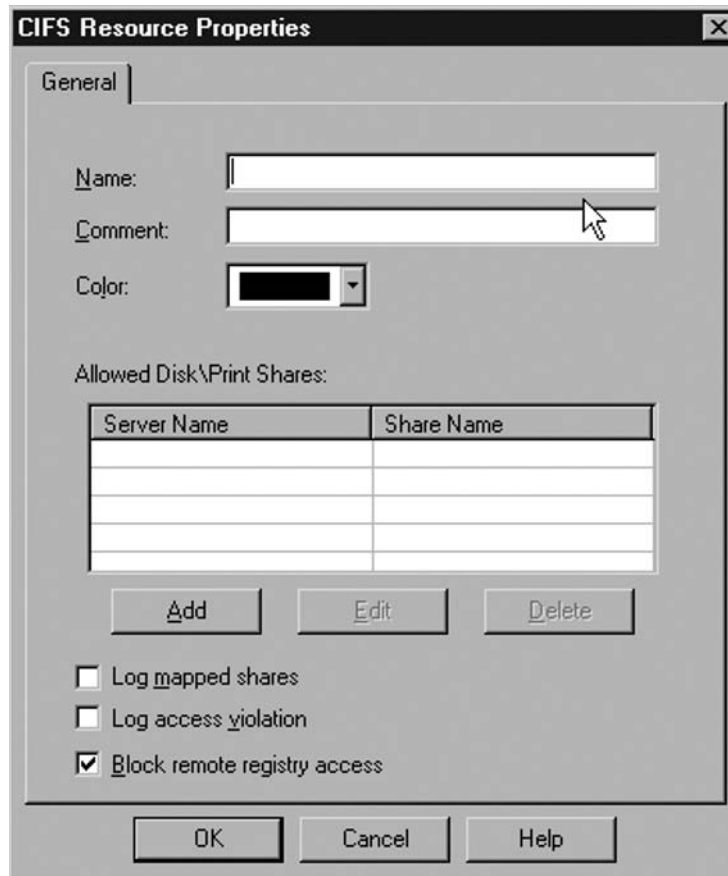 CIFS Resource Properties
General
Name:
Comment:
Color:
Allowed Disk\Print Shares:
Server Name Share Name
Add Edit Delete
Log mapped shares
Log access violation
Block remote registry access
OK Cancel Help